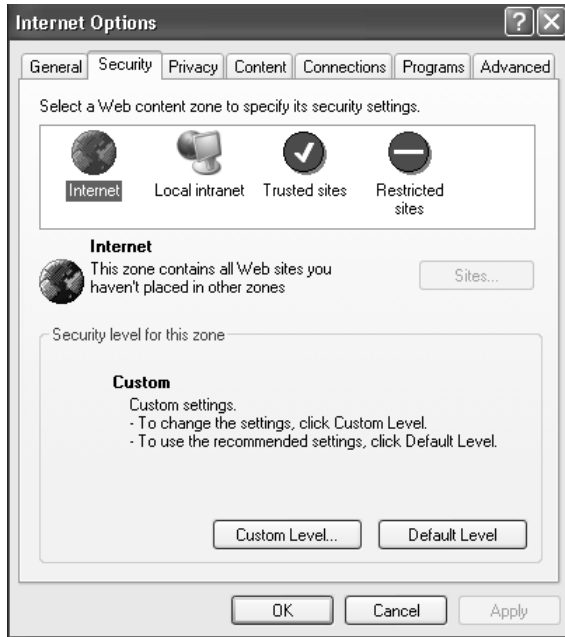 Internet Options
General Security Privacy Content Connections Programs Advanced
Select a Web content zone to specify its security settings.
Internet Local intranet Trusted sites Restricted
sites
Internet
This zone contains all Web sites you
haven't placed in other zones
Sites...
Security level for this zone
Custom
Custom settings.
- To change the settings, click Custom Level.
- To use the recommended settings, click Default Level.
Custom Level... Default Level
OK Cancel Apply